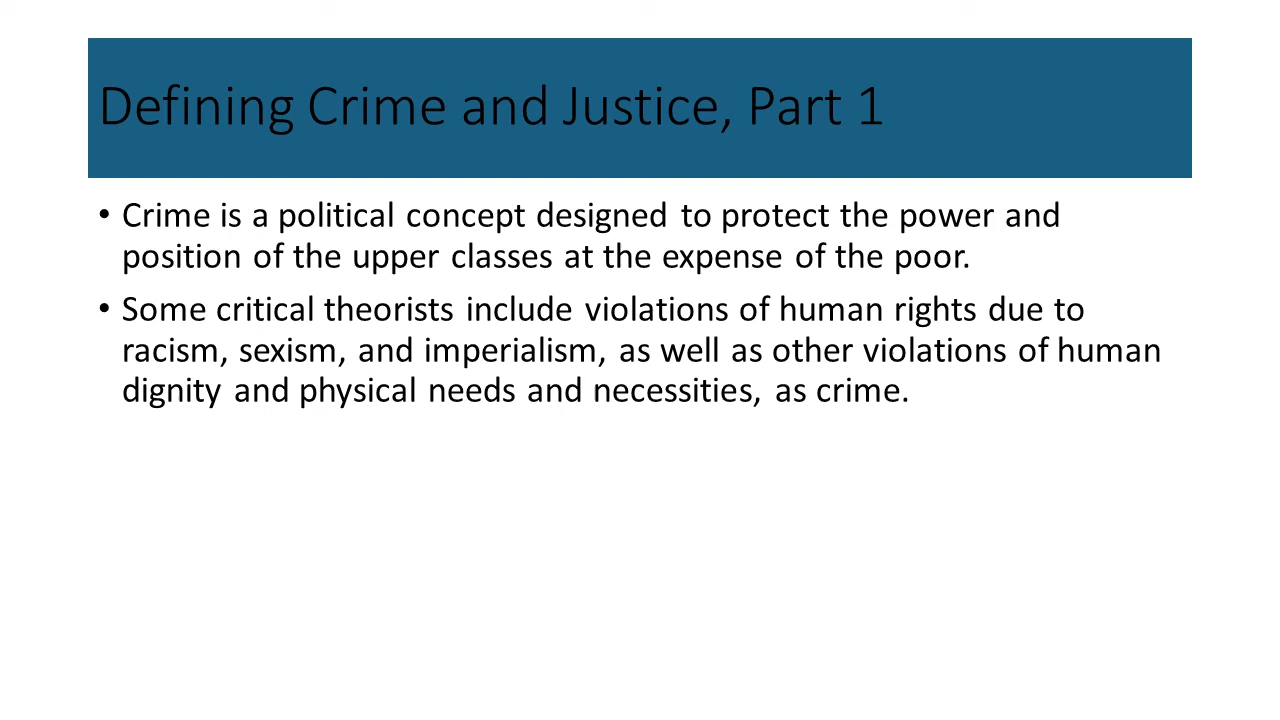 Defining Crime and Justice, Part 1
• Crime is a political concept designed to protect the power and
position of the upper classes at the expense of the poor.
• Some critical theorists include violations of human rights due to
racism, sexism, and imperialism, as well as other violations of human
dignity and physical needs and necessities, as crime.